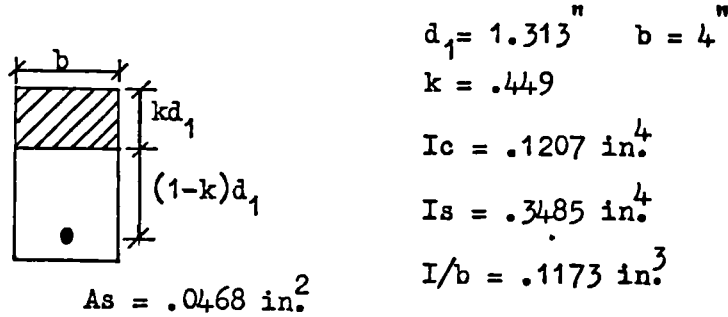 b
kd₁
(1-k)d₁
As = .0468 in.²
d₁= 1.313" b = 4"
k = .449
Ic = .1207 in.⁴
Is = .3485 in.⁴
I/b = .1173 in.³